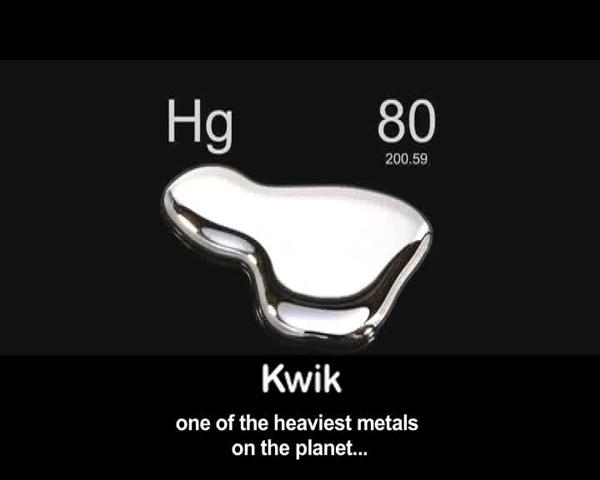 Hg 80
200.59
Kwik
one of the heaviest metals
on the planet...